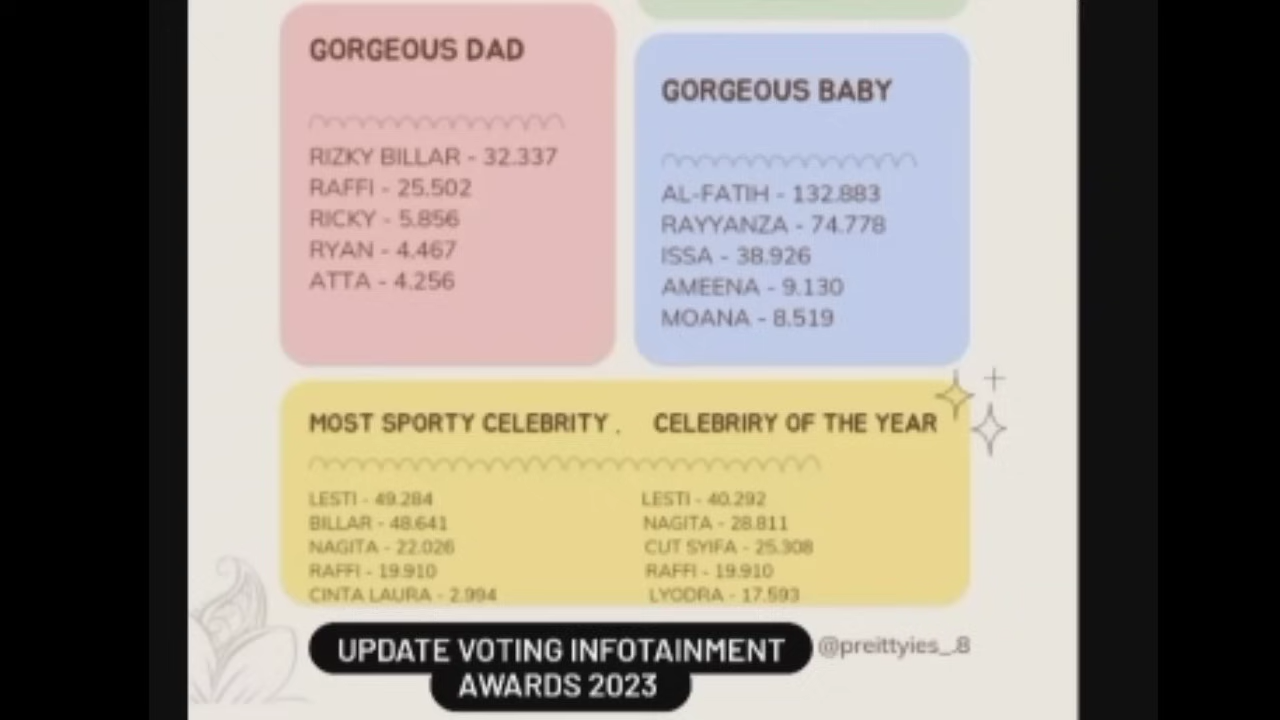 GORGEOUS DAD
RIZKY BILLAR - 32.337
RAFFI - 25.502
RICKY - 5.856
RYAN - 4.467
ATTA - 4.256
GORGEOUS BABY
AL-FATIH - 132.883
RAYYANZA - 74.778
ISSA - 38.926
AMEENA - 9.130
MOANA - 8.519
MOST SPORTY CELEBRITY .
LESTI - 49.284
BILLAR - 48.641
NAGITA - 22.026
RAFFI - 19.910
CINTA LAURA - 2.994
CELEBRIRY OF THE YEAR
LESTI - 40.292
NAGITA - 28.811
CUT SYIFA - 25.308
RAFFI - 19.910
LYODRA - 17.593
UPDATE VOTING INFOTAINMENT
AWARDS 2023
@preittyies_.8